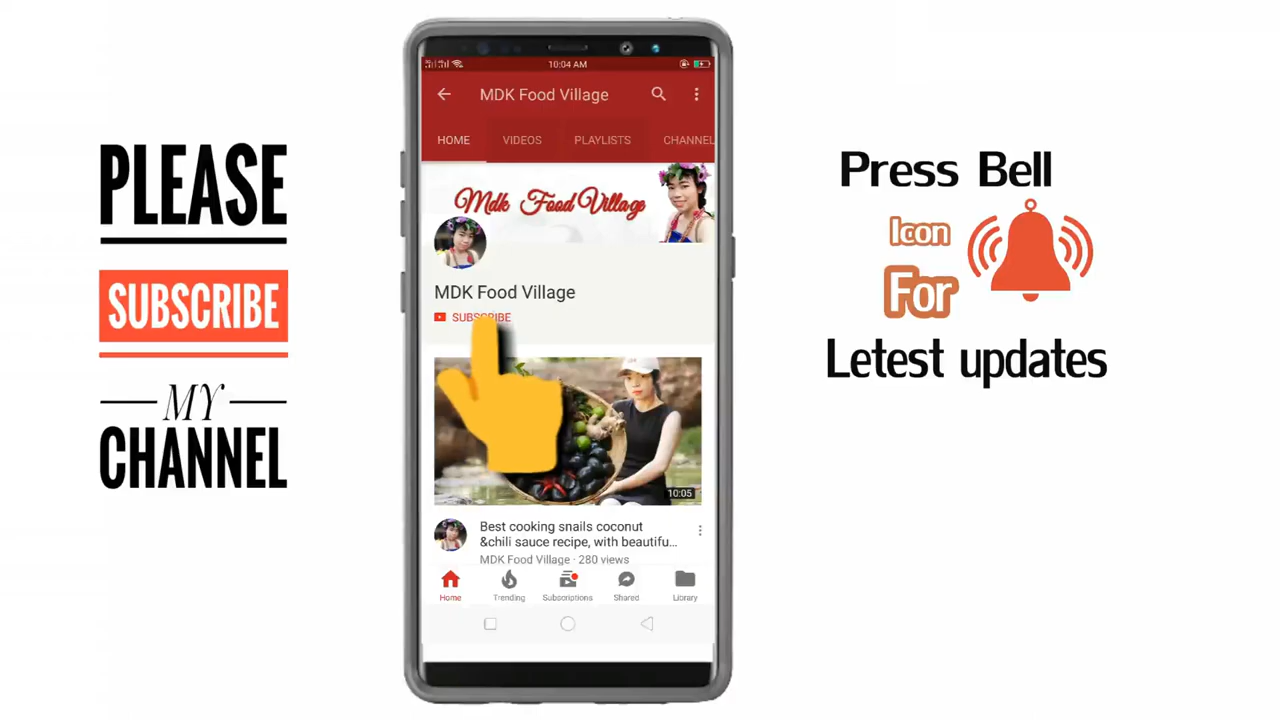 PLEASE
SUBSCRIBE
MY
CHANNEL
10:04 AM
MDK Food Village
HOME VIDEOS PLAYLISTS CHANNEL
Mdk Food Village
MDK Food Village
SUBSCRIBE
10:05
Best cooking snails coconut
&chili sauce recipe, with beautifu...
MDK Food Village · 280 views
Home Trending Subscriptions Shared Library
Press Bell
Icon
For
Letest updates